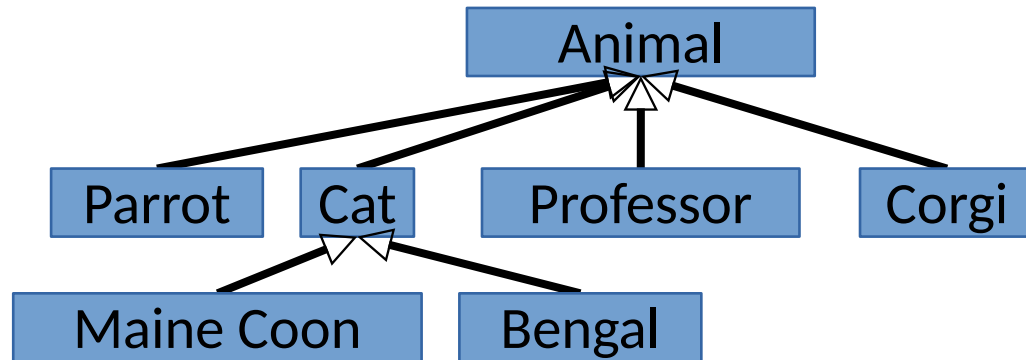 Animal
Parrot
Cat
Professor
Corgi
Maine Coon
Bengal